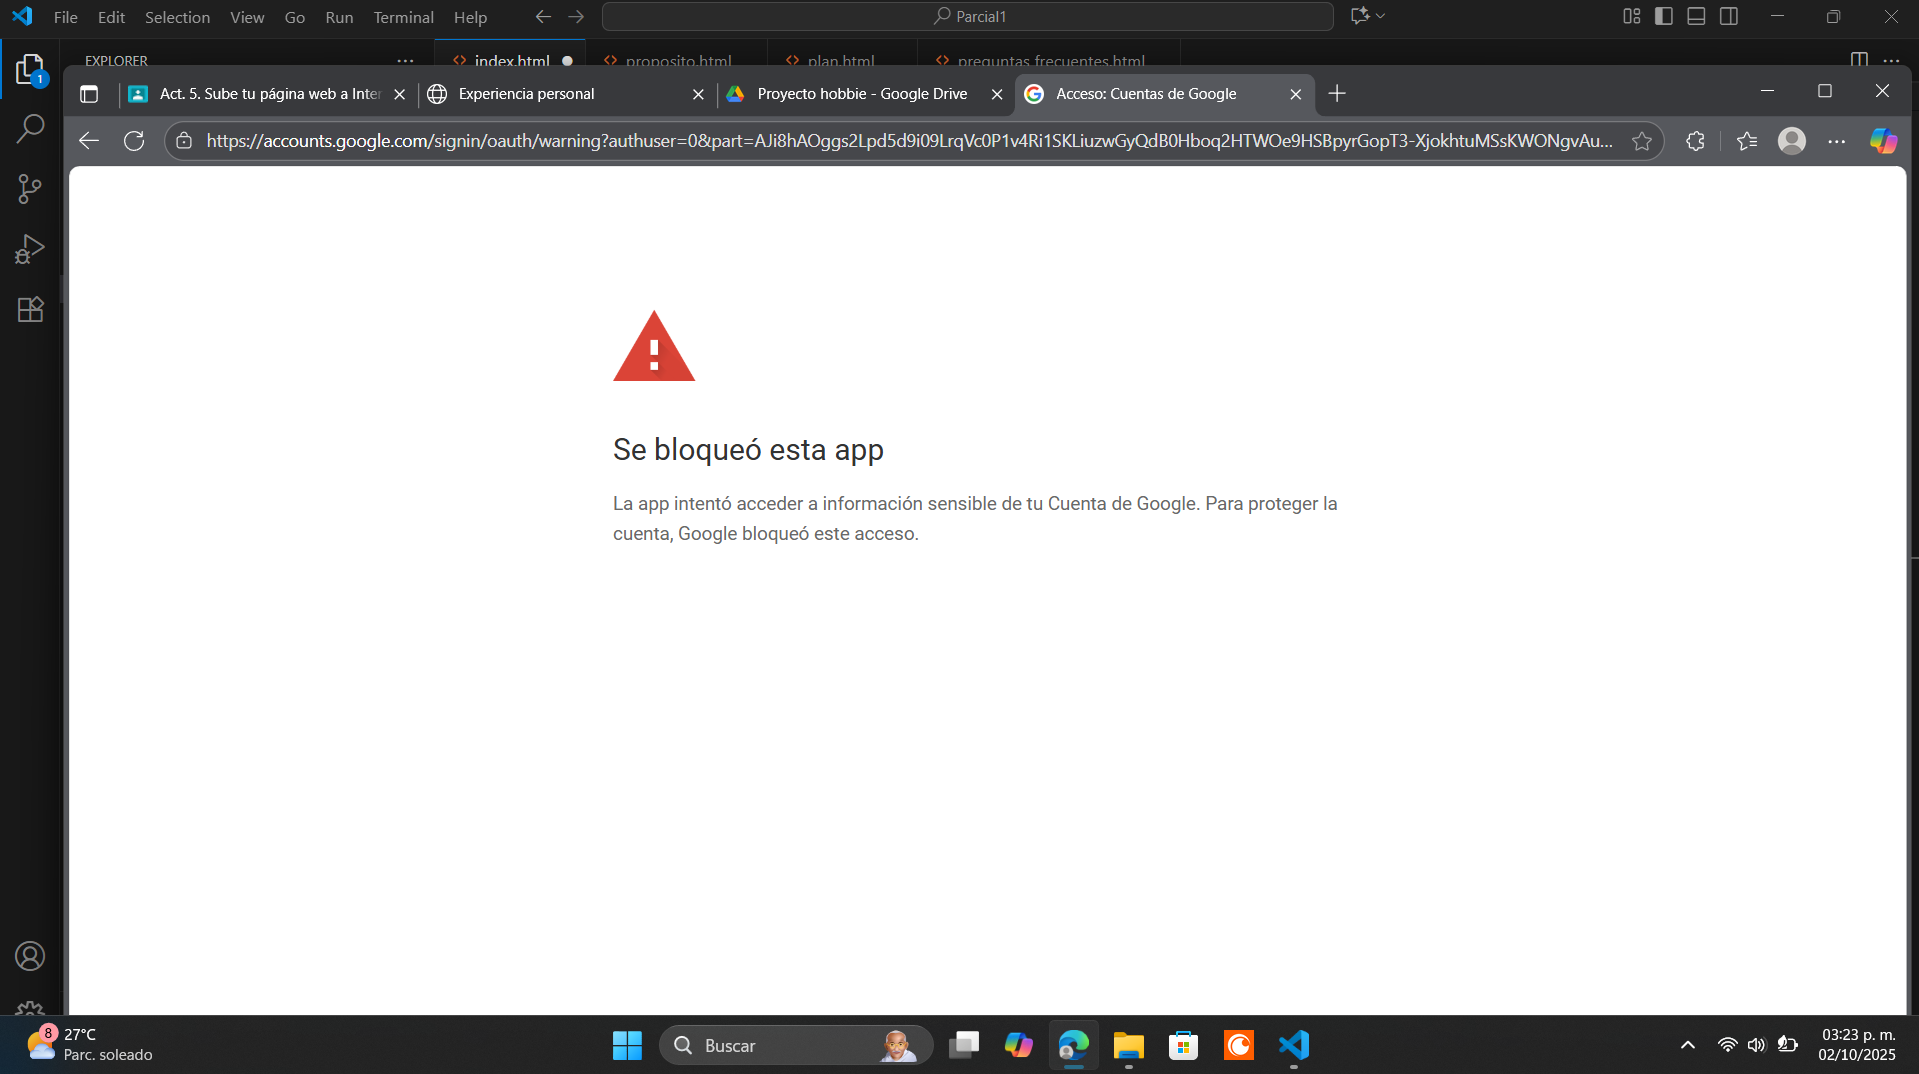 File Edit Selection View Go Run Terminal Help
Parcial1
EXPLORER
index.html
proposito.html
plan.html
preguntas frecuentes.html
1
Act. 5. Sube tu página web a Inter
Experiencia personal
Proyecto hobbie - Google Drive
Acceso: Cuentas de Google
https://accounts.google.com/signin/oauth/warning?authuser=0&part=AJi8hAOggs2Lpd5d9i09LrqVc0P1v4Ri1SKLiuzwGyQdB0Hboq2HTWOe9HSBpyrGopT3-XjokhtuMSsKWONgvAu...
Se bloqueó esta app
La app intentó acceder a información sensible de tu Cuenta de Google. Para proteger la
cuenta, Google bloqueó este acceso.
8
27°C
Parc. soleado
Buscar
03:23 p. m.
02/10/2025